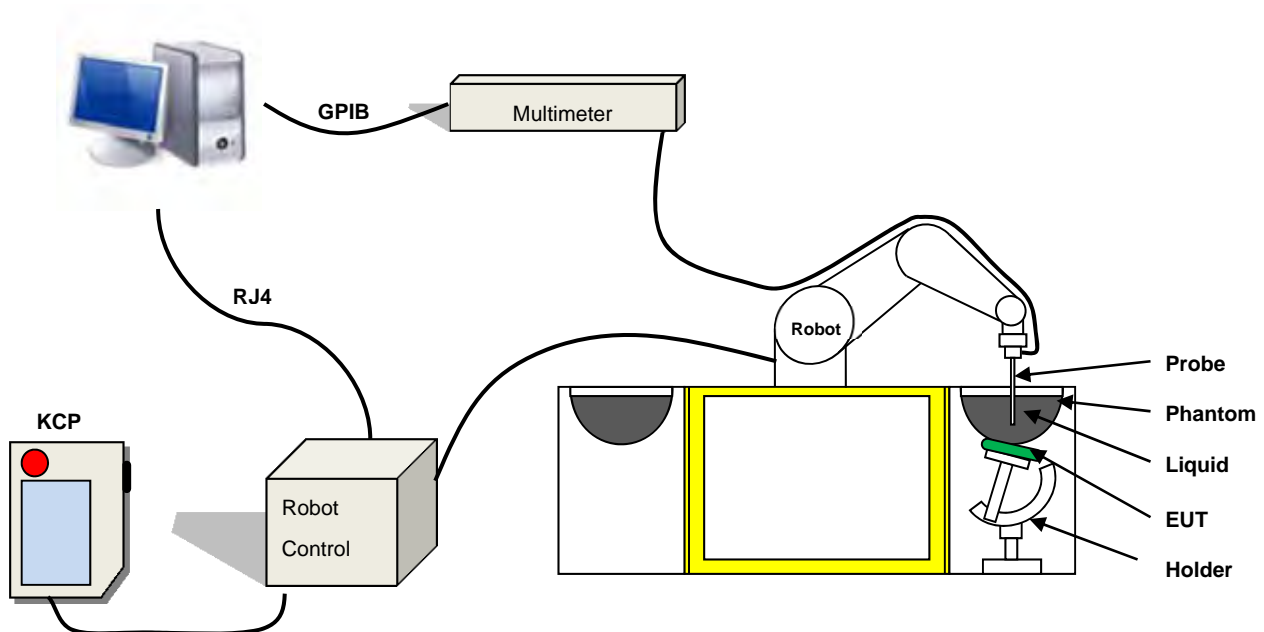 GPIB
Multimeter
RJ4
Robot
Probe
Phantom
KCP
Liquid
Robot
Control
EUT
Holder